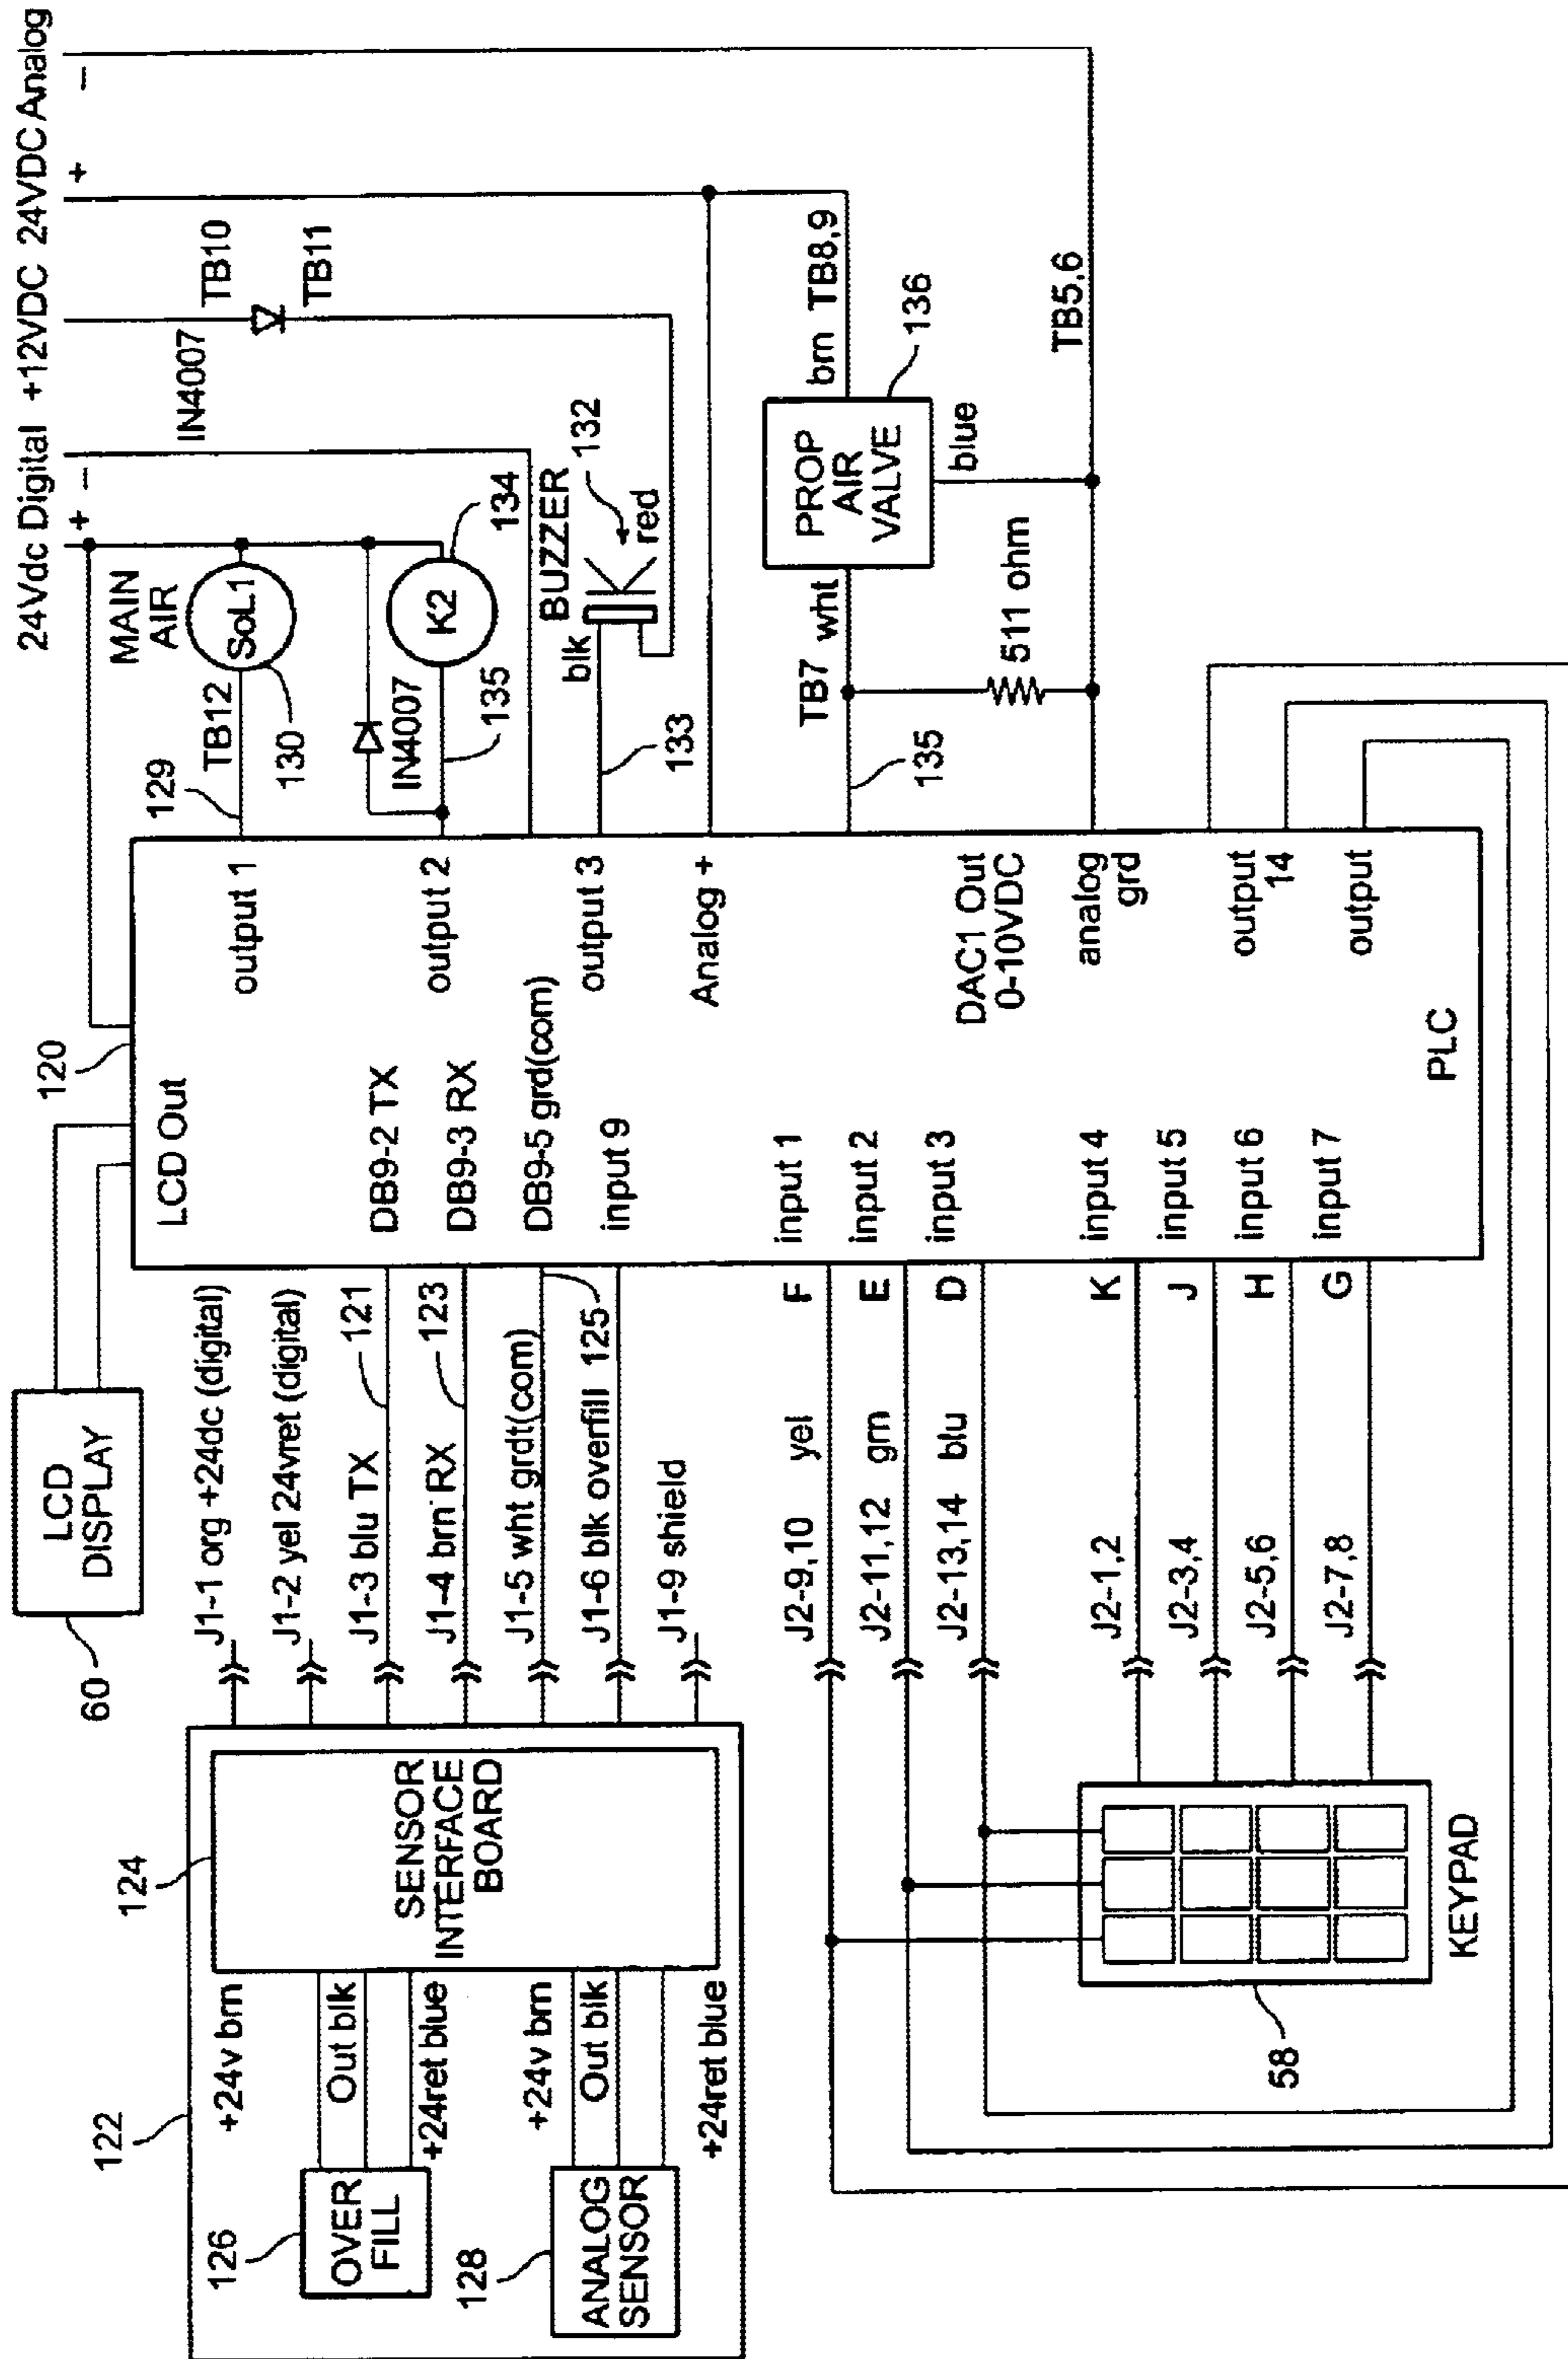 60
LCD
DISPLAY
120
24Vdc Digital
+12VDC
24VDC Analog
+
−
+
−
MAIN
AIR
SoL1
129
TB12
130
IN4007
K2
134
135
IN4007
TB10
TB11
BUZZER
132
blk
red
133
brn TB8,9
PROP
AIR
VALVE
136
TB7
wht
blue
135
511 ohm
TB5,6
LCD Out
DB9-2 TX
DB9-3 RX
DB9-5 grd(com)
input 9
input 1
input 2
input 3
input 4
input 5
input 6
input 7
output 1
output 2
output 3
Analog +
DAC1 Out
0-10VDC
analog
grd
output
14
output
PLC
J1-1 org +24dc (digital)
J1-2 yel 24vret (digital)
J1-3 blu TX
121
J1-4 brn RX
123
J1-5 wht grdt(com)
J1-6 blk overfill
125
J1-9 shield
J2-9,10 yel
F
J2-11,12 grn
E
J2-13,14 blu
D
J2-1,2
K
J2-3,4
J
J2-5,6
H
J2-7,8
G
122
124
SENSOR
INTERFACE
BOARD
+24v brn
Out blk
+24ret blue
+24v brn
Out blk
+24ret blue
126
OVER
FILL
128
ANALOG
SENSOR
58
KEYPAD